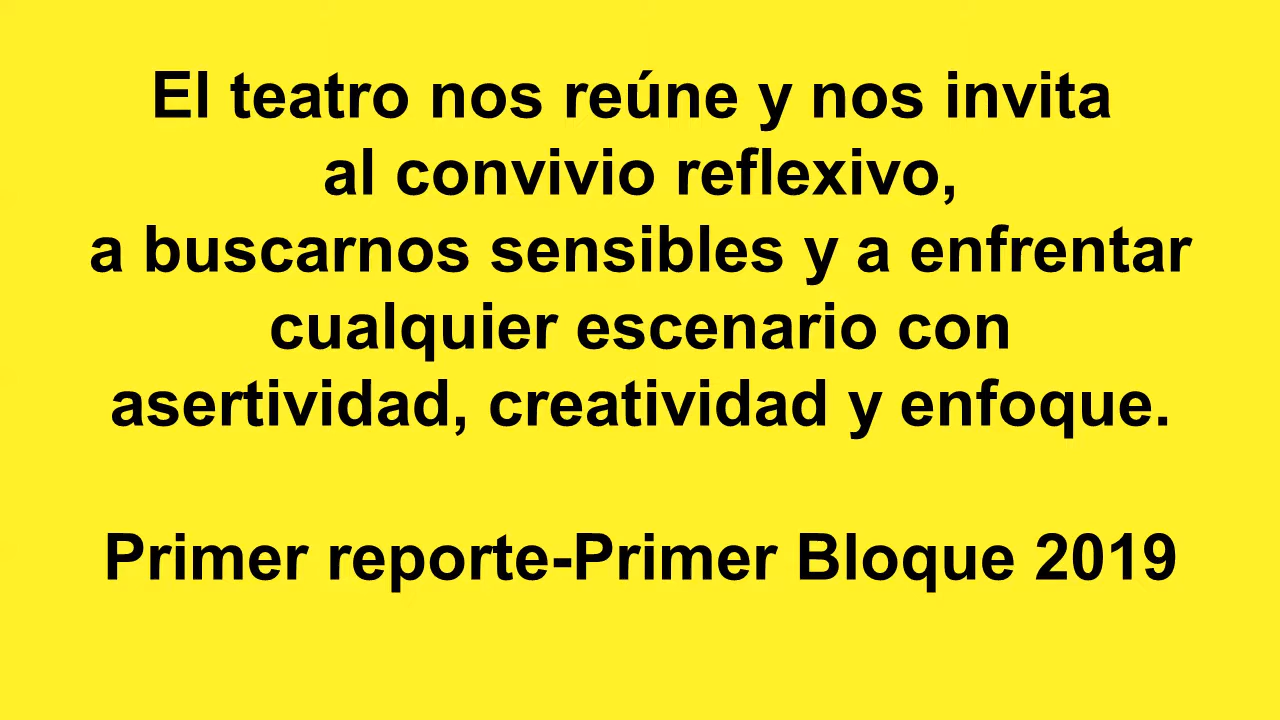 El teatro nos reúne y nos invita
al convivio reflexivo,
a buscarnos sensibles y a enfrentar
cualquier escenario con
asertividad, creatividad y enfoque.
Primer reporte-Primer Bloque 2019